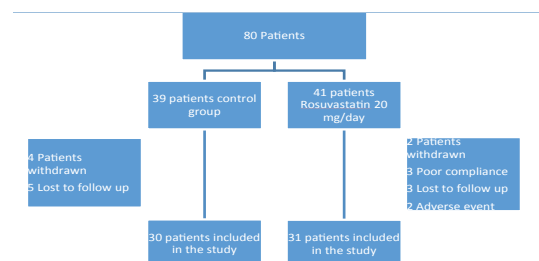 80 Patients
39 patients control
group
41 patients
Rosuvastatin 20
mg/day
4 Patients
withdrawn
5 Lost to follow up
2 Patients
withdrawn
3 Poor compliance
3 Lost to follow up
2 Adverse event
30 patients included
in the study
31 patients included
in the study